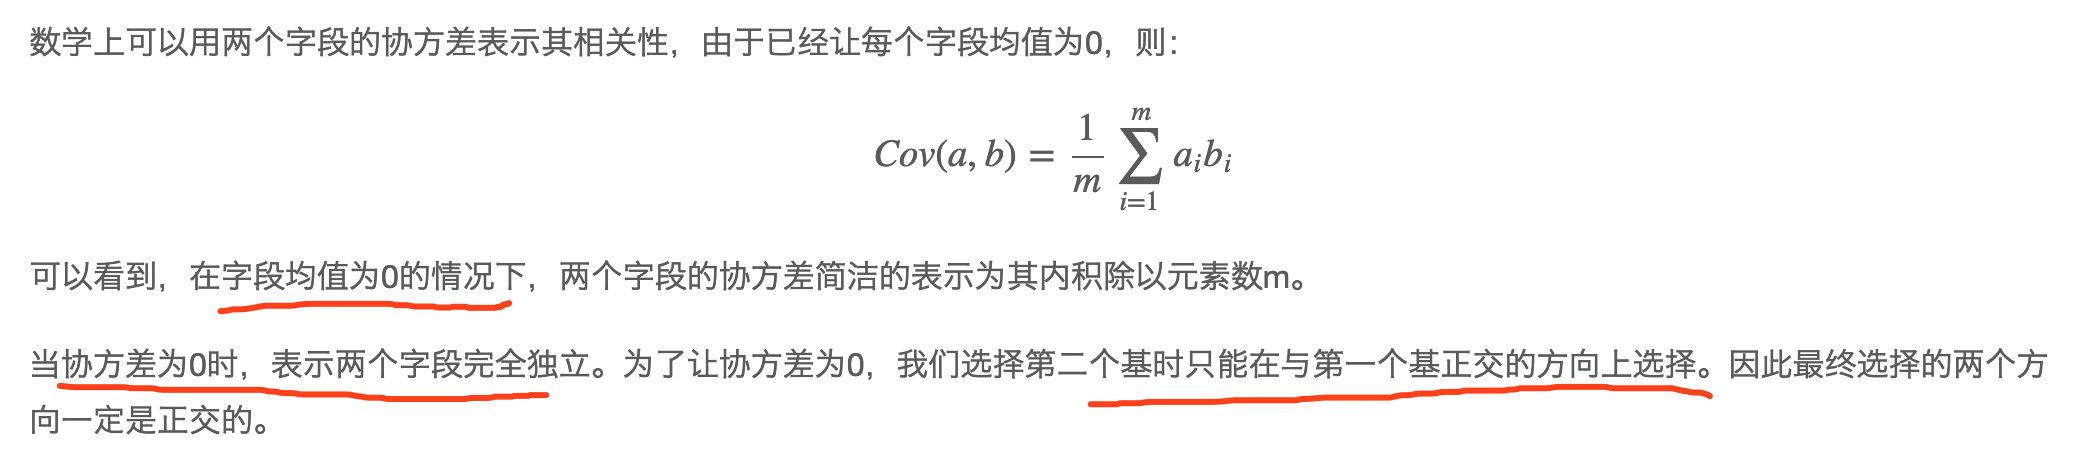 数学上可以用两个字段的协方差表示其相关性，由于已经让每个字段均值为0，则：
Cov(a, b) = \frac{1}{m} \sum_{i=1}^{m} a_i b_i
可以看到，在字段均值为0的情况下，两个字段的协方差简洁的表示为其内积除以元素数m。
当协方差为0时，表示两个字段完全独立。为了让协方差为0，我们选择第二个基时只能在与第一个基正交的方向上选择。因此最终选择的两个方
向一定是正交的。